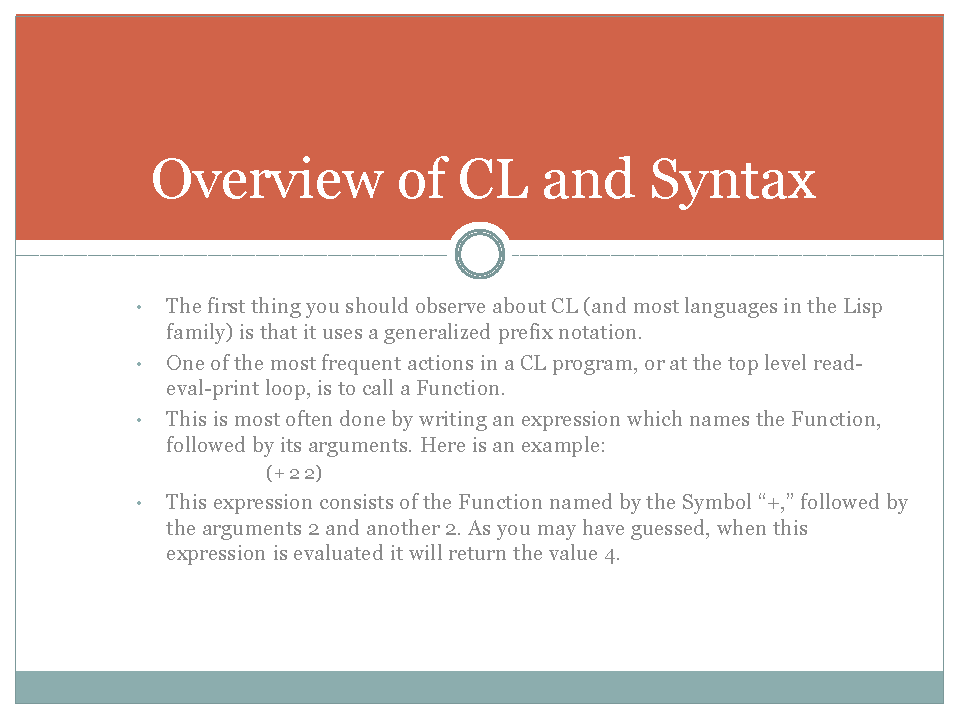 Overview of CL and Syntax
• The first thing you should observe about CL (and most languages in the Lisp
family) is that it uses a generalized prefix notation.
• One of the most frequent actions in a CL program, or at the top level read-
eval-print loop, is to call a Function.
• This is most often done by writing an expression which names the Function,
followed by its arguments. Here is an example:
(+ 2 2)
• This expression consists of the Function named by the Symbol “+,” followed by
the arguments 2 and another 2. As you may have guessed, when this
expression is evaluated it will return the value 4.